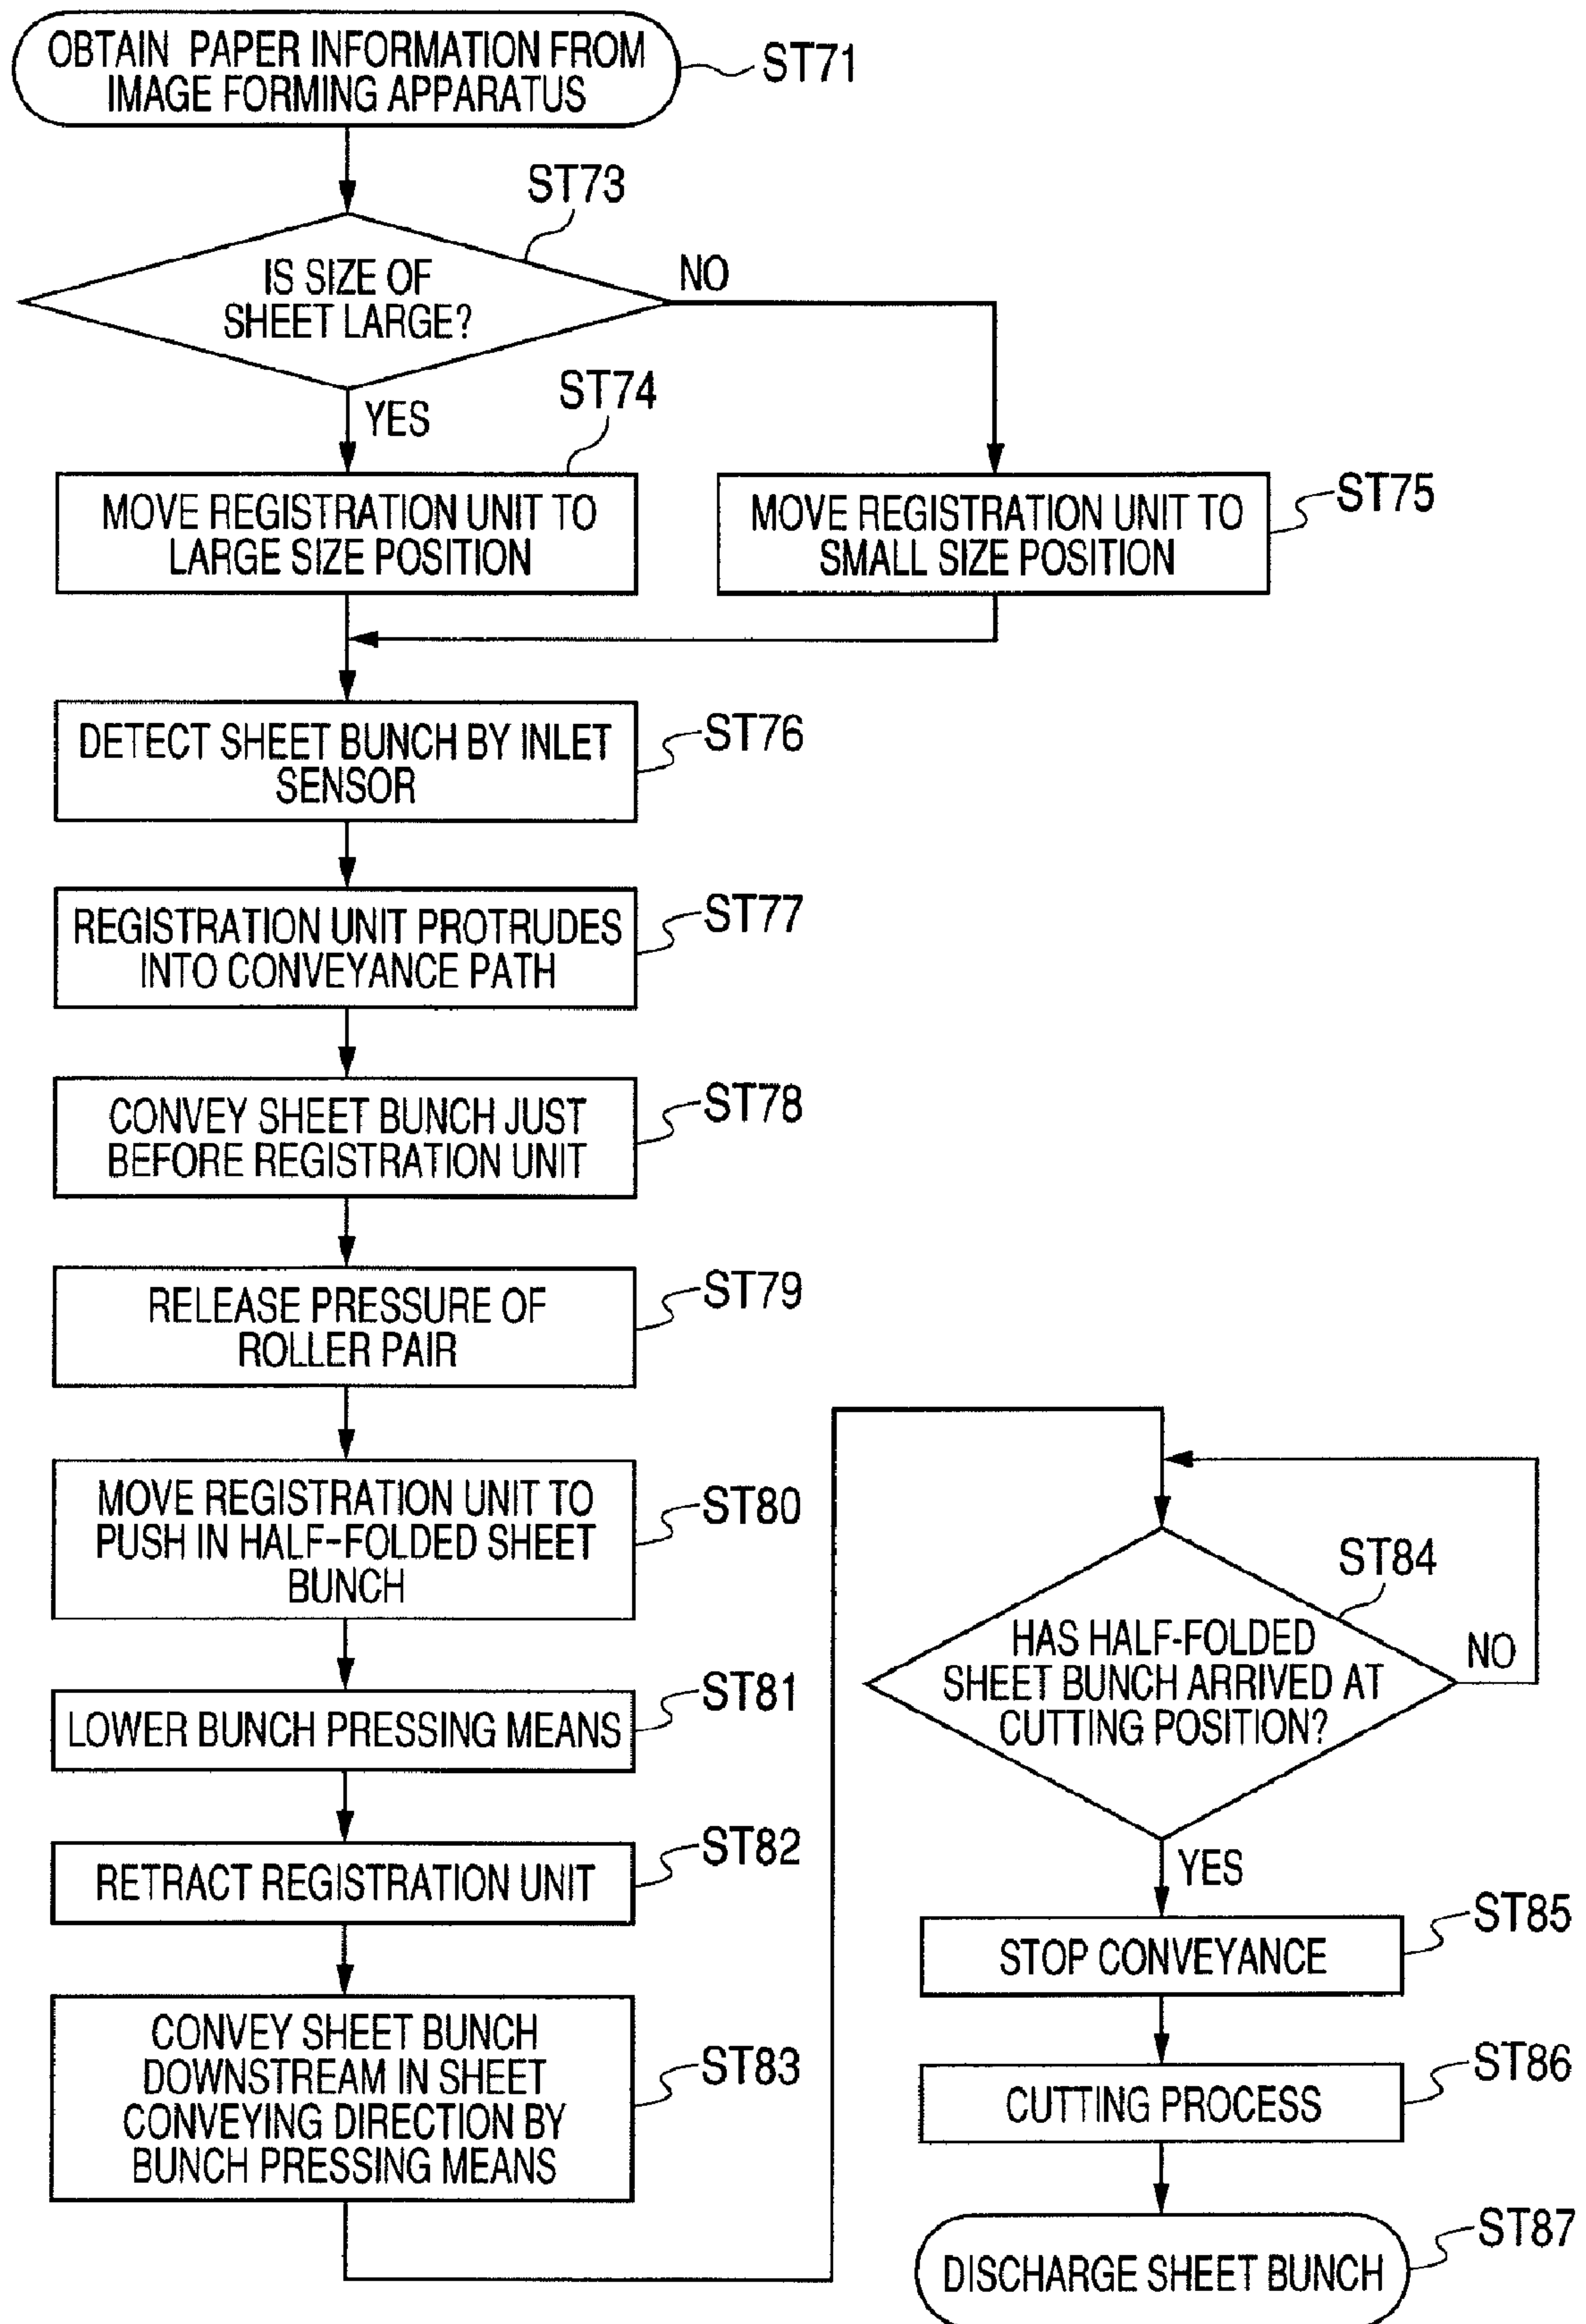 OBTAIN PAPER INFORMATION FROM
IMAGE FORMING APPARATUS
ST71
ST73
IS SIZE OF
SHEET LARGE?
NO
YES
ST74
MOVE REGISTRATION UNIT TO
LARGE SIZE POSITION
MOVE REGISTRATION UNIT TO
SMALL SIZE POSITION
ST75
DETECT SHEET BUNCH BY INLET
SENSOR
ST76
REGISTRATION UNIT PROTRUDES
INTO CONVEYANCE PATH
ST77
CONVEY SHEET BUNCH JUST
BEFORE REGISTRATION UNIT
ST78
RELEASE PRESSURE OF
ROLLER PAIR
ST79
MOVE REGISTRATION UNIT TO
PUSH IN HALF-FOLDED SHEET
BUNCH
ST80
LOWER BUNCH PRESSING MEANS
ST81
RETRACT REGISTRATION UNIT
ST82
CONVEY SHEET BUNCH
DOWNSTREAM IN SHEET
CONVEYING DIRECTION BY
BUNCH PRESSING MEANS
ST83
ST84
HAS HALF-FOLDED
SHEET BUNCH ARRIVED AT
CUTTING POSITION?
NO
YES
STOP CONVEYANCE
ST85
CUTTING PROCESS
ST86
DISCHARGE SHEET BUNCH
ST87